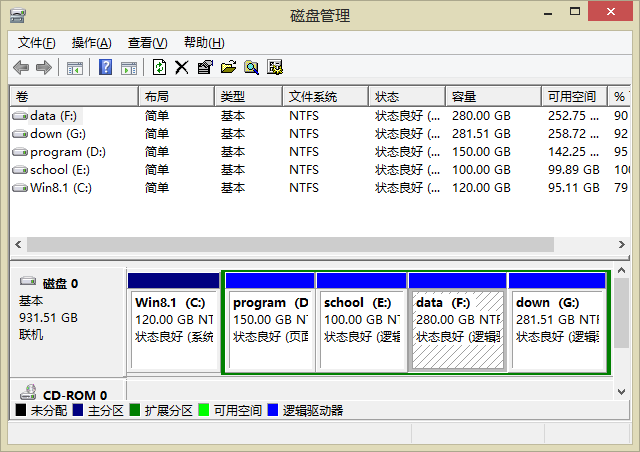 磁盘管理
文件(F) 操作(A) 查看(V) 帮助(H)
卷 布局 类型 文件系统 状态 容量 可用空间 %
data (F:) 简单 基本 NTFS 状态良好 (... 280.00 GB 252.75 ... 90
down (G:) 简单 基本 NTFS 状态良好 (... 281.51 GB 258.72 ... 92
program (D:) 简单 基本 NTFS 状态良好 (... 150.00 GB 142.25 ... 95
school (E:) 简单 基本 NTFS 状态良好 (... 100.00 GB 99.89 GB 100
Win8.1 (C:) 简单 基本 NTFS 状态良好 (... 120.00 GB 95.11 GB 79
磁盘 0
基本
931.51 GB
联机
Win8.1 (C:)
120.00 GB NT
状态良好 (系统
program (D
150.00 GB N
状态良好 (页面
school (E:)
100.00 GB NT
状态良好 (逻辑
data (F:)
280.00 GB NTF
状态良好 (逻辑
down (G:)
281.51 GB NTF
状态良好 (逻辑
CD-ROM 0
未分配 主分区 扩展分区 可用空间 逻辑驱动器